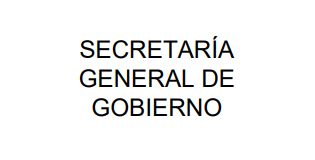 SECRETARÍA
GENERAL DE
GOBIERNO